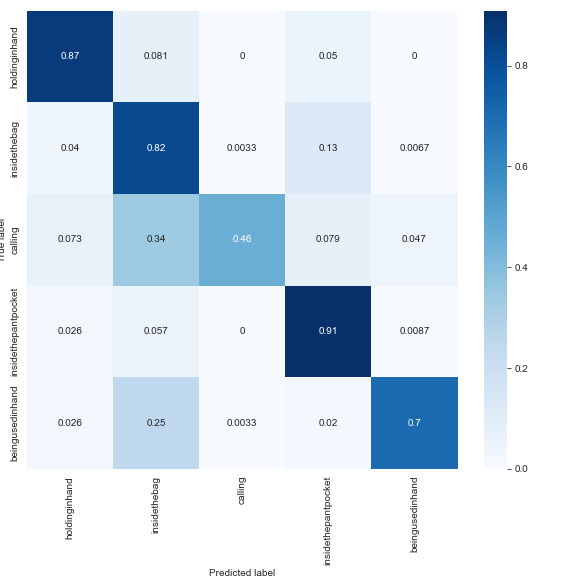 holdinginhand 0.87 0.081 0 0.05 0
insidethebag 0.04 0.82 0.0033 0.13 0.0067
True label
calling 0.073 0.34 0.46 0.079 0.047
insidethepantpocket 0.026 0.057 0 0.91 0.0087
beingusedinhand 0.026 0.25 0.0033 0.02 0.7
holdinginhand insidethebag calling insidethepantpocket beingusedinhand
Predicted label
0.8
0.6
0.4
0.2
0.0